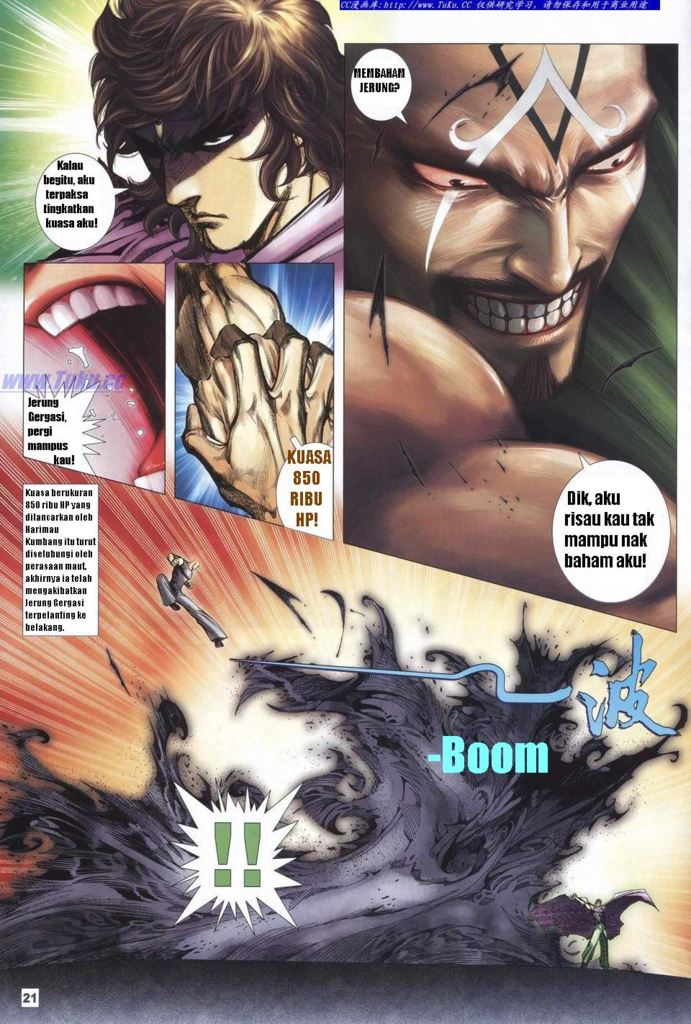 CC漫画库:http://www.TuKu.CC 仅供研究学习，请勿保存和用于商业用途
MEMBAHAM
JERUNG?
Kalau
begitu, aku
terpaksa
tingkatkan
kuasa aku!
www.Tuku.cc
Jerung
Gergasi,
pergi
mampus
kau!
KUASA
850
RIBU
HP!
Dik, aku
risau kau tak
mampu nak
baham aku!
Kuasa berukuran
850 ribu HP yang
dilancarkan oleh
Harimau
Kumbang itu turut
diselubungi oleh
perasaan maut,
akhirnya ia telah
mengakibatkan
Jerung Gergasi
terpelanting ke
belakang.
波
-Boom
!!
21